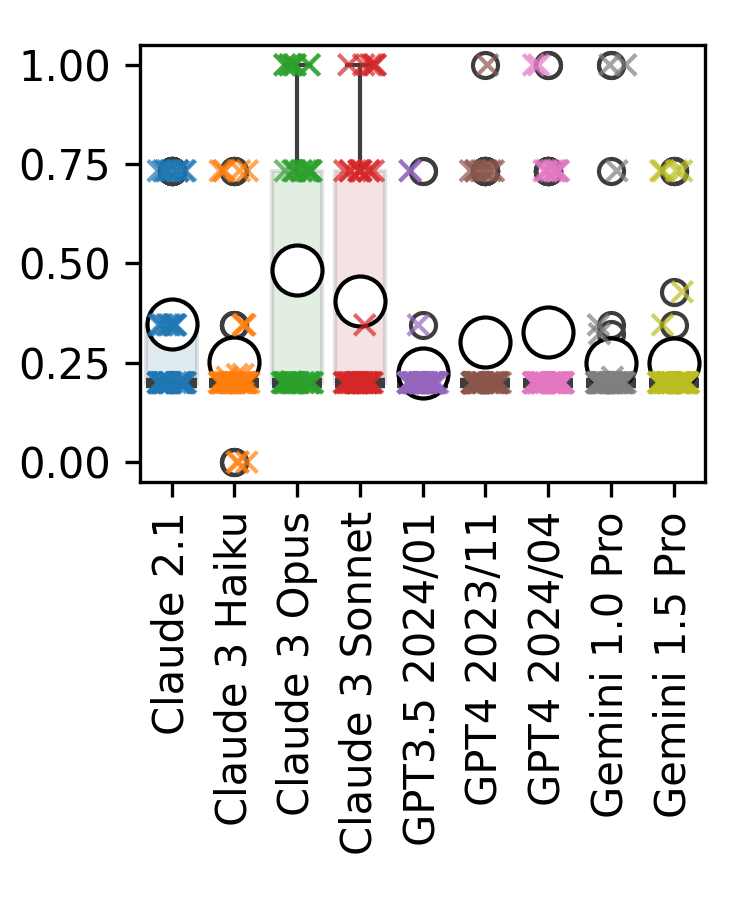 1.00
0.75
0.50
0.25
0.00
Claude 2.1
Claude 3 Haiku
Claude 3 Opus
Claude 3 Sonnet
GPT3.5 2024/01
GPT4 2023/11
GPT4 2024/04
Gemini 1.0 Pro
Gemini 1.5 Pro